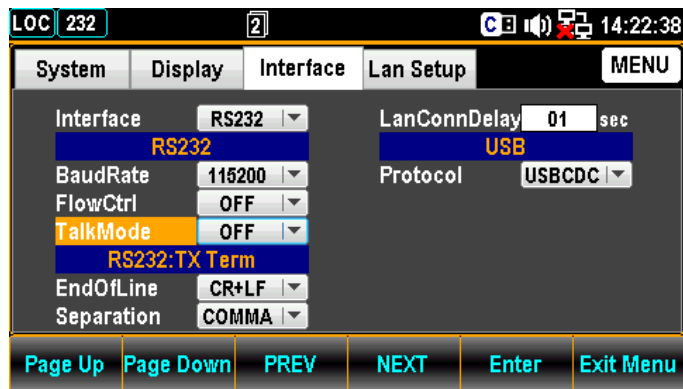 LOC 232 2 C 14:22:38
System Display Interface Lan Setup MENU
Interface RS232
RS232
BaudRate 115200
FlowCtrl OFF
TalkMode OFF
RS232:TX Term
EndOfLine CR+LF
Separation COMMA
LanConnDelay 01 sec
USB
Protocol USBCDC
Page Up Page Down PREV NEXT Enter Exit Menu